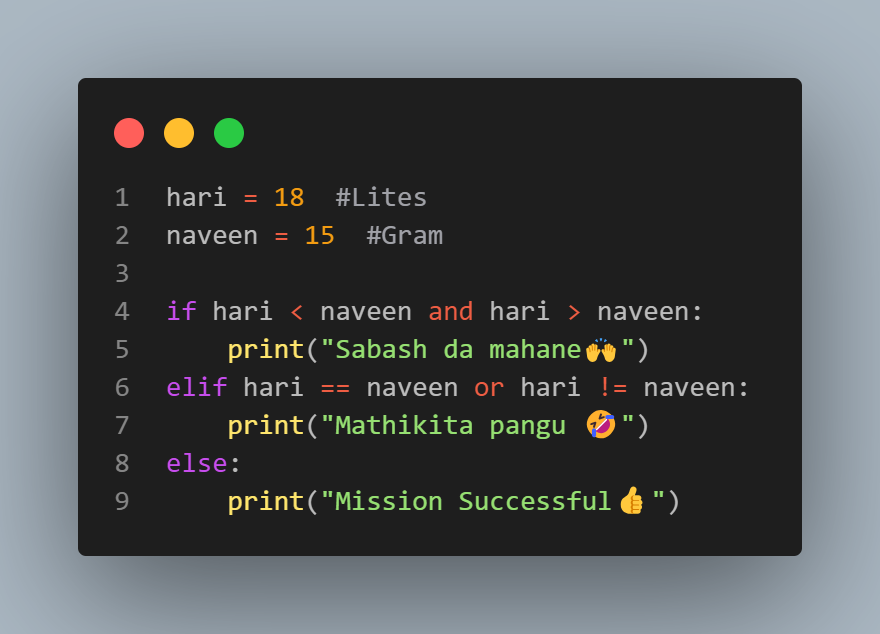 1 hari = 18  #Lites
2 naveen = 15  #Gram
3
4 if hari < naveen and hari > naveen:
5     print("Sabash da mahane🙌")
6 elif hari == naveen or hari != naveen:
7     print("Mathikita pangu 🤣")
8 else:
9     print("Mission Successful👍")